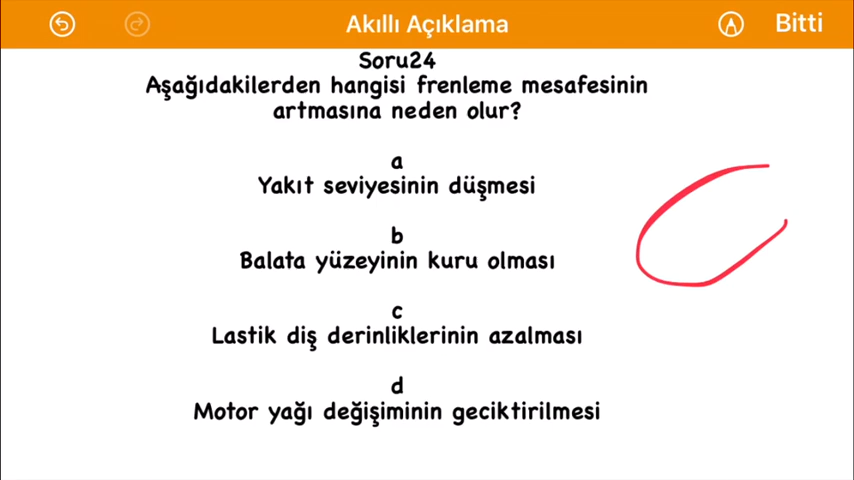 Akıllı Açıklama
Bitti
Soru24
Aşağıdakilerden hangisi frenleme mesafesinin
artmasına neden olur?
a
Yakıt seviyesinin düşmesi
b
Balata yüzeyinin kuru olması
c
Lastik diş derinliklerinin azalması
d
Motor yağı değişiminin geciktirilmesi